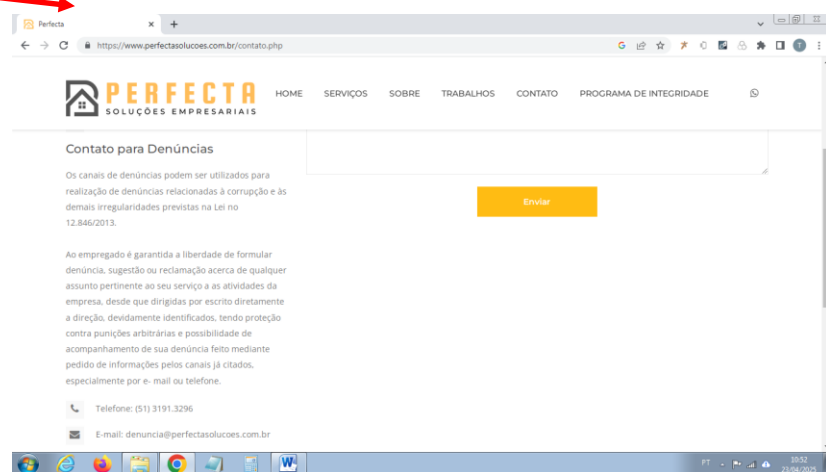 Perfecta
https://www.perfectasolucoes.com.br/contato.php
PERFECTA
SOLUÇÕES EMPRESARIAIS
HOME SERVIÇOS SOBRE TRABALHOS CONTATO PROGRAMA DE INTEGRIDADE
Contato para Denúncias
Os canais de denúncias podem ser utilizados para
realização de denúncias relacionadas à corrupção e às
demais irregularidades previstas na Lei no
12.846/2013.
Enviar
Ao empregado é garantida a liberdade de formular
denúncia, sugestão ou reclamação acerca de qualquer
assunto pertinente ao seu serviço a as atividades da
empresa, desde que dirigidas por escrito diretamente
a direção, devidamente identificados, tendo proteção
contra punições arbitrárias e possibilidade de
acompanhamento de sua denúncia feito mediante
pedido de informações pelos canais já citados,
especialmente por e- mail ou telefone.
Telefone: (51) 3191.3296
E-mail: denuncia@perfectasolucoes.com.br
PT
10:52
23/04/2025